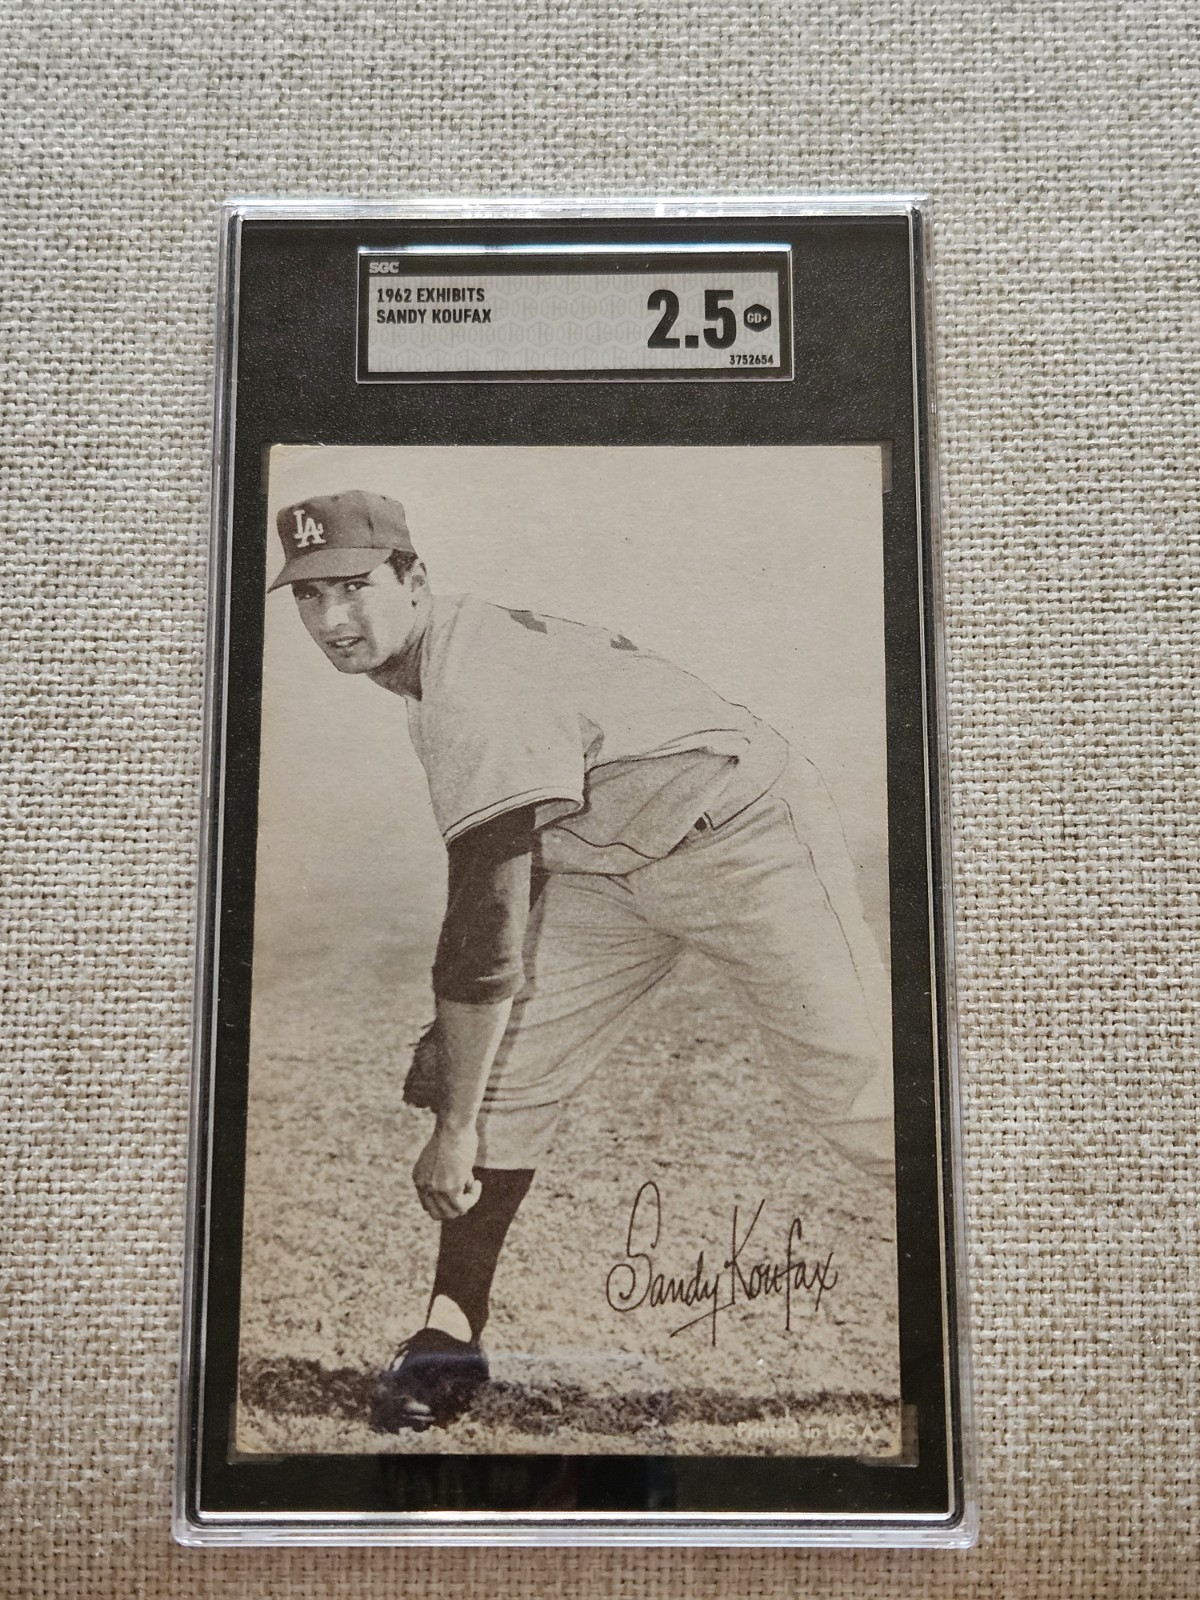 SGC
1962 EXHIBITS
SANDY KOUFAX
2.5 GD+
3752654
LA
Sandy Koufax
Printed in U.S.A.